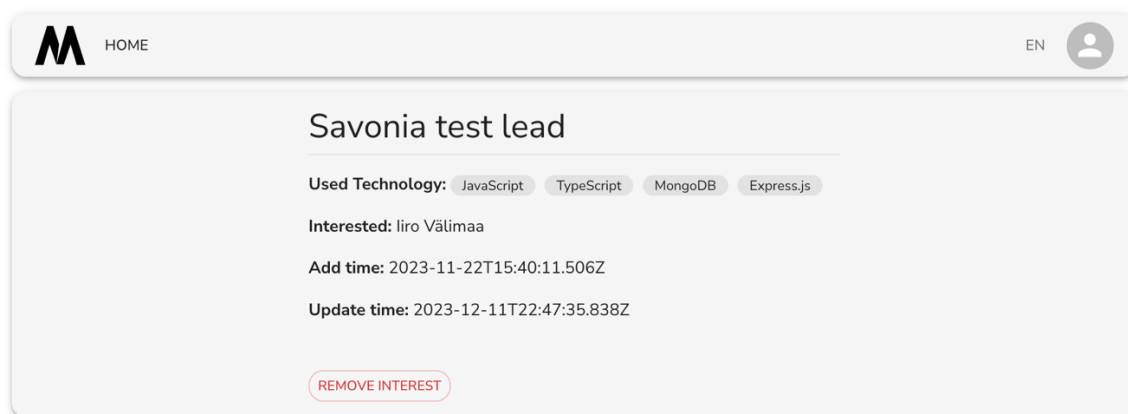 HOME EN
Savonia test lead
Used Technology: JavaScript TypeScript MongoDB Express.js
Interested: Iiro Välimaa
Add time: 2023-11-22T15:40:11.506Z
Update time: 2023-12-11T22:47:35.838Z
REMOVE INTEREST